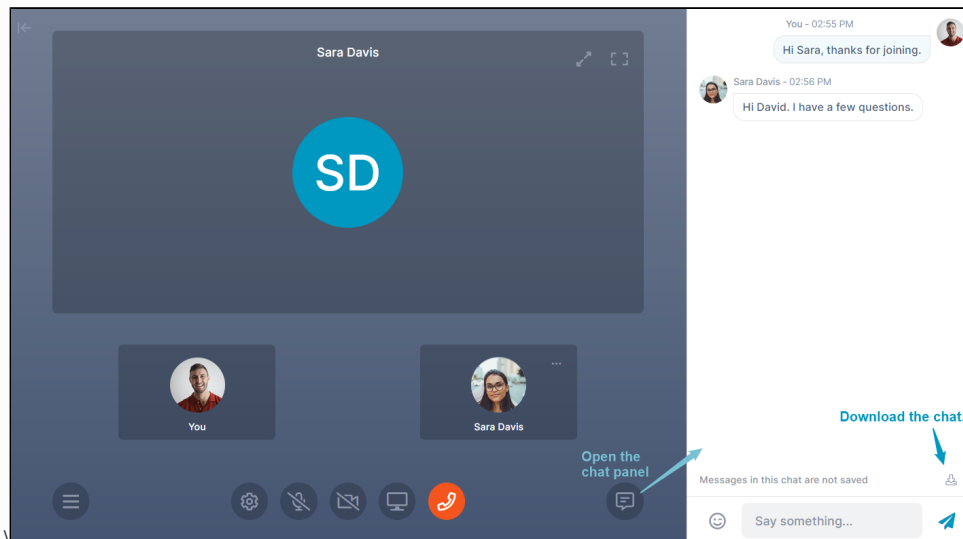 Sara Davis
SD
You
Sara Davis
Open the
chat panel
You - 02:55 PM
Hi Sara, thanks for joining.
Sara Davis - 02:56 PM
Hi David. I have a few questions.
Download the chat.
Messages in this chat are not saved
Say something...
\